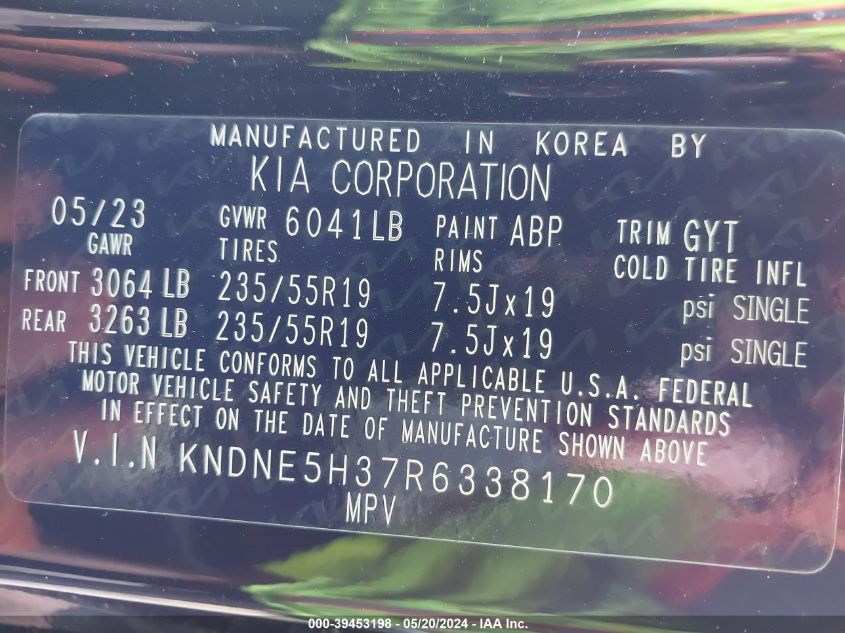 MANUFACTURED IN KOREA BY
KIA CORPORATION
05/23 GVWR 6041LB PAINT ABP TRIM GYT
GAWR TIRES RIMS COLD TIRE INFL
FRONT 3064 LB 235/55R19 7.5Jx19 psi SINGLE
REAR 3263 LB 235/55R19 7.5Jx19 psi SINGLE
THIS VEHICLE CONFORMS TO ALL APPLICABLE U.S.A. FEDERAL
MOTOR VEHICLE SAFETY AND THEFT PREVENTION STANDARDS
IN EFFECT ON THE DATE OF MANUFACTURE SHOWN ABOVE
V.I.N KNDNE5H37R6338170
MPV
000-39453198 - 05/20/2024 - IAA Inc.